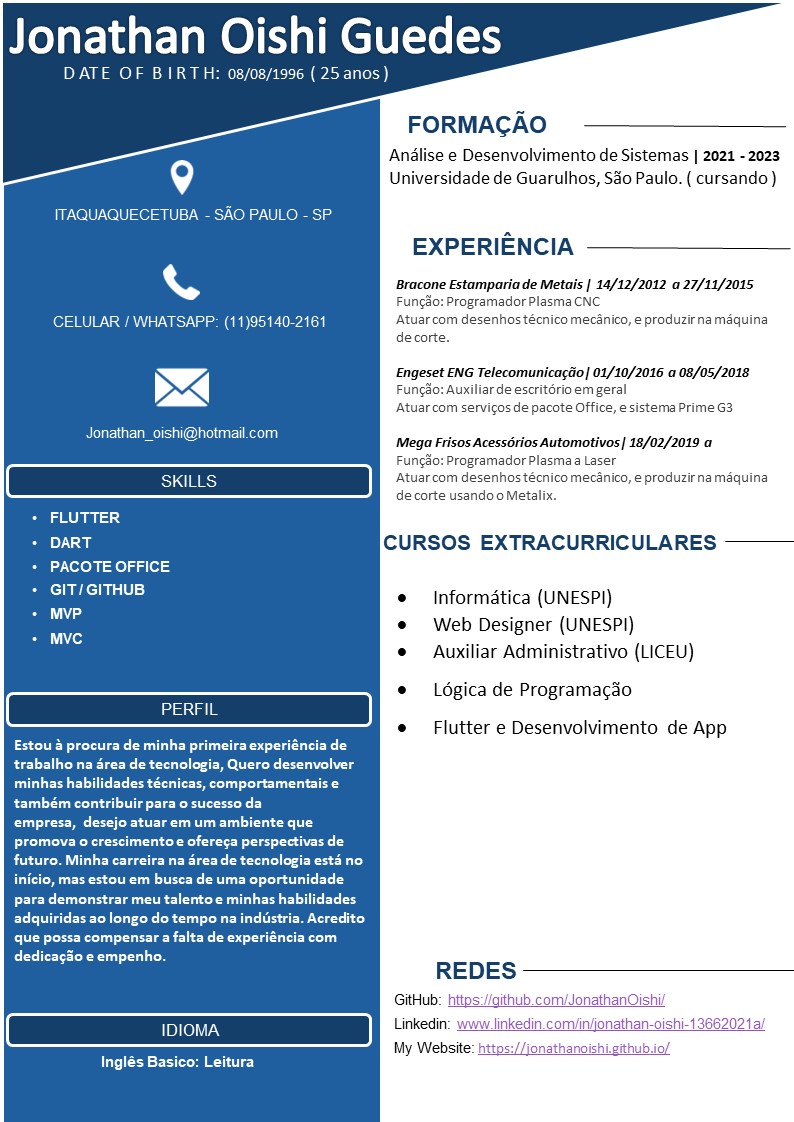 Jonathan Oishi Guedes
DATE OF BIRTH: 08/08/1996 ( 25 anos )
ITAQUAQUECETUBA - SÃO PAULO - SP
CELULAR / WHATSAPP: (11)95140-2161
Jonathan_oishi@hotmail.com
SKILLS
• FLUTTER
• DART
• PACOTE OFFICE
• GIT / GITHUB
• MVP
• MVC
PERFIL
Estou à procura de minha primeira experiência de
trabalho na área de tecnologia, Quero desenvolver
minhas habilidades técnicas, comportamentais e
também contribuir para o sucesso da
empresa, desejo atuar em um ambiente que
promova o crescimento e ofereça perspectivas de
futuro. Minha carreira na área de tecnologia está no
início, mas estou em busca de uma oportunidade
para demonstrar meu talento e minhas habilidades
adquiridas ao longo do tempo na indústria. Acredito
que possa compensar a falta de experiência com
dedicação e empenho.
IDIOMA
Inglês Basico: Leitura
FORMAÇÃO
Análise e Desenvolvimento de Sistemas | 2021 - 2023
Universidade de Guarulhos, São Paulo. ( cursando )
EXPERIÊNCIA
Bracone Estamparia de Metais | 14/12/2012 a 27/11/2015
Função: Programador Plasma CNC
Atuar com desenhos técnico mecânico, e produzir na máquina
de corte.
Engeset ENG Telecomunicação| 01/10/2016 a 08/05/2018
Função: Auxiliar de escritório em geral
Atuar com serviços de pacote Office, e sistema Prime G3
Mega Frisos Acessórios Automotivos| 18/02/2019 a
Função: Programador Plasma a Laser
Atuar com desenhos técnico mecânico, e produzir na máquina
de corte usando o Metalix.
CURSOS EXTRACURRICULARES
• Informática (UNESPI)
• Web Designer (UNESPI)
• Auxiliar Administrativo (LICEU)
• Lógica de Programação
• Flutter e Desenvolvimento de App
REDES
GitHub: https://github.com/JonathanOishi/
Linkedin: www.linkedin.com/in/jonathan-oishi-13662021a/
My Website: https://jonathanoishi.github.io/